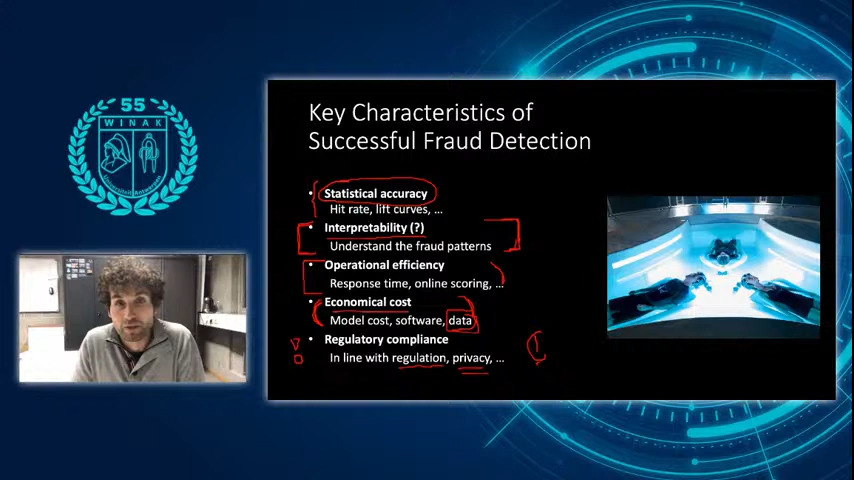 55
WINAK
Universiteit Antwerpen
Key Characteristics of
Successful Fraud Detection
• Statistical accuracy
Hit rate, lift curves, ...
• Interpretability (?)
Understand the fraud patterns
• Operational efficiency
Response time, online scoring, ...
• Economical cost
Model cost, software, data
• Regulatory compliance
In line with regulation, privacy, ...